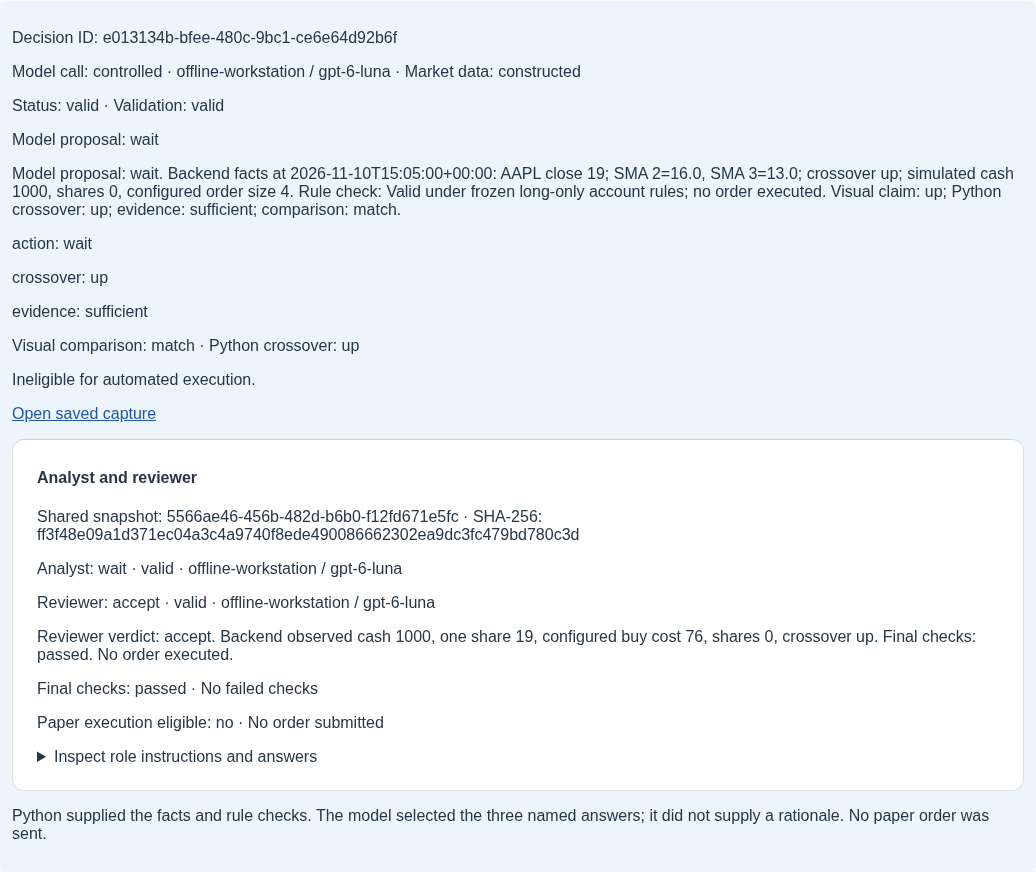 Decision ID: e013134b-bfee-480c-9bc1-ce6e64d92b6f
Model call: controlled · offline-workstation / gpt-6-luna · Market data: constructed
Status: valid · Validation: valid
Model proposal: wait
Model proposal: wait. Backend facts at 2026-11-10T15:05:00+00:00: AAPL close 19; SMA 2=16.0, SMA 3=13.0; crossover up; simulated cash
1000, shares 0, configured order size 4. Rule check: Valid under frozen long-only account rules; no order executed. Visual claim: up; Python
crossover: up; evidence: sufficient; comparison: match.
action: wait
crossover: up
evidence: sufficient
Visual comparison: match · Python crossover: up
Ineligible for automated execution.
Open saved capture
Analyst and reviewer
Shared snapshot: 5566ae46-456b-482d-b6b0-f12fd671e5fc · SHA-256:
ff3f48e09a1d371ec04a3c4a9740f8ede490086662302ea9dc3fc479bd780c3d
Analyst: wait · valid · offline-workstation / gpt-6-luna
Reviewer: accept · valid · offline-workstation / gpt-6-luna
Reviewer verdict: accept. Backend observed cash 1000, one share 19, configured buy cost 76, shares 0, crossover up. Final checks:
passed. No order executed.
Final checks: passed · No failed checks
Paper execution eligible: no · No order submitted
Inspect role instructions and answers
Python supplied the facts and rule checks. The model selected the three named answers; it did not supply a rationale. No paper order was
sent.